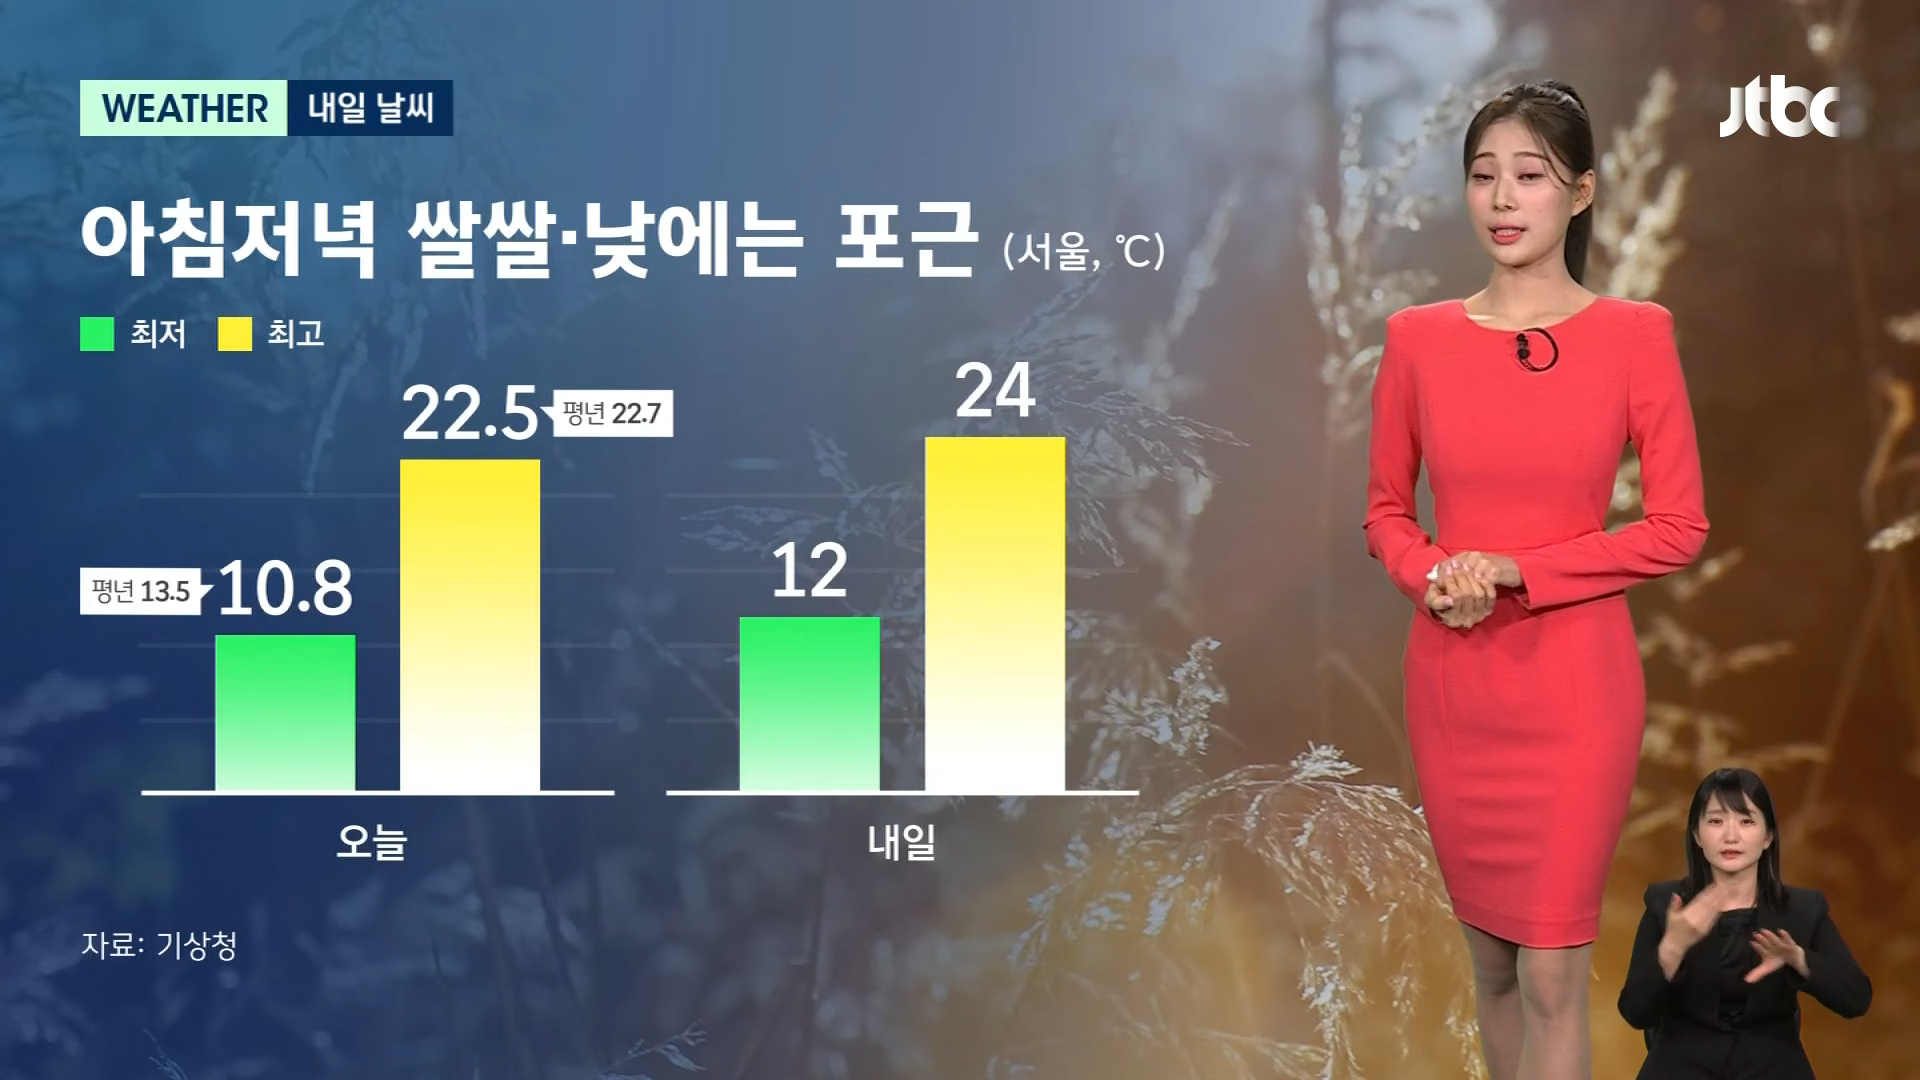 WEATHER 내일 날씨
jtbc
아침저녁 쌀쌀·낮에는 포근 (서울, ℃)
최저 최고
22.5 평년 22.7
24
평년 13.5 10.8
12
오늘
내일
자료: 기상청